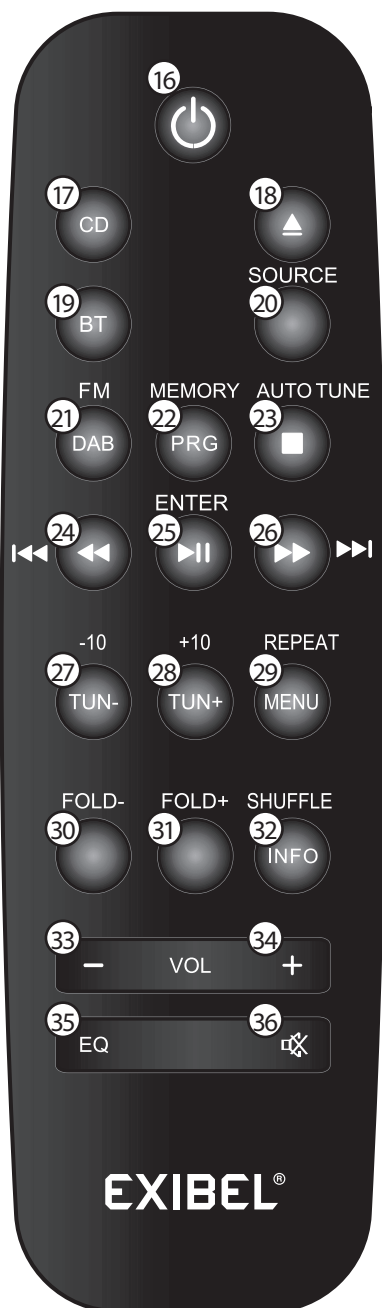 16
17 18
CD
SOURCE
19 20
BT
FM MEMORY AUTO TUNE
21 22 23
DAB PRG
ENTER
24 25 26
-10 +10 REPEAT
27 28 29
TUN- TUN+ MENU
FOLD- FOLD+ SHUFFLE
30 31 32
INFO
33 34
− VOL +
35 36
EQ
EXIBEL®